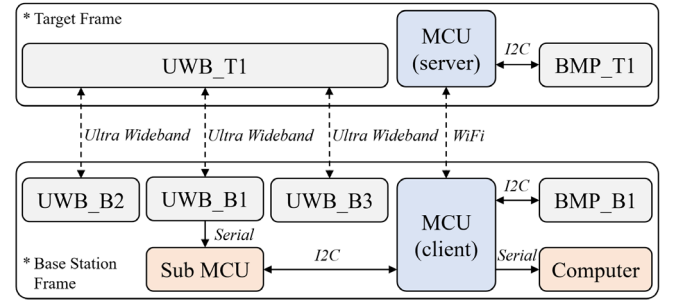 * Target Frame
UWB_T1
MCU
(server)
I2C
BMP_T1
Ultra Wideband
Ultra Wideband
Ultra Wideband
WiFi
UWB_B2
UWB_B1
UWB_B3
MCU
(client)
I2C
BMP_B1
Serial
* Base Station
Frame
Sub MCU
I2C
Serial
Computer